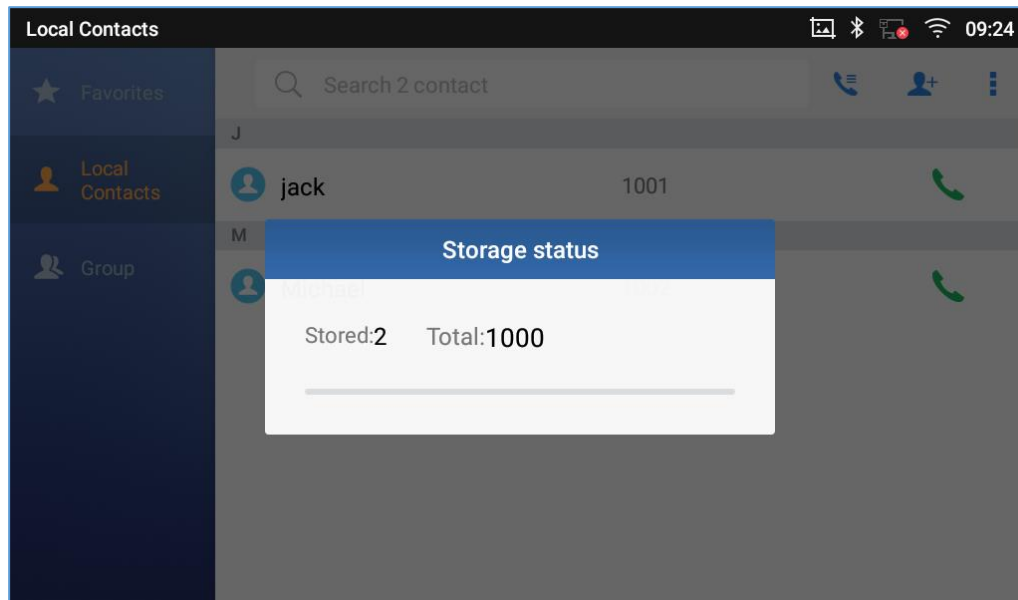 Local Contacts
09:24
Favorites
Search 2 contact
J
Local
Contacts
jack
1001
M
Storage status
Group
Michael
Stored:2
Total:1000